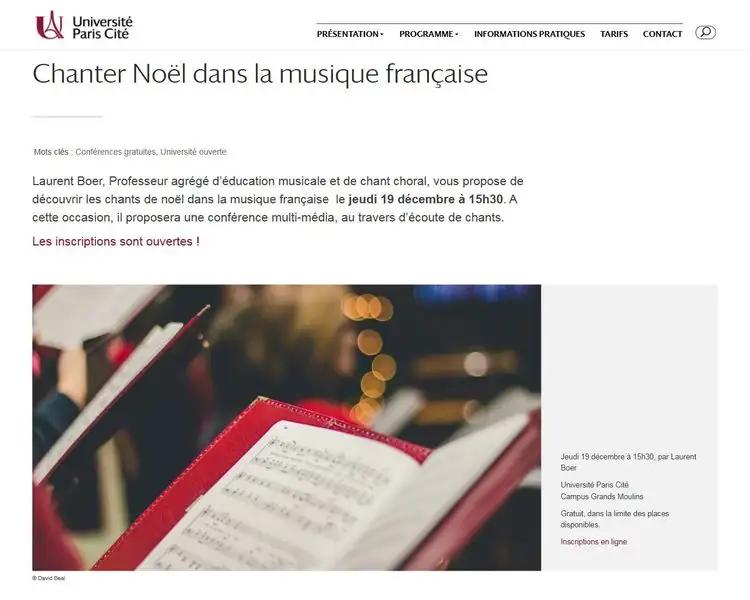 Université
Paris Cité
PRÉSENTATION
PROGRAMME
INFORMATIONS PRATIQUES
TARIFS
CONTACT
Chanter Noël dans la musique française
Mots clés : Conférences gratuites, Université ouverte
Laurent Boer, Professeur agrégé d'éducation musicale et de chant choral, vous propose de
découvrir les chants de noël dans la musique française le jeudi 19 décembre à 15h30. A
cette occasion, il proposera une conférence multi-média, au travers d'écoute de chants.
Les inscriptions sont ouvertes !
Jeudi 19 décembre à 15h30, par Laurent
Boer
Université Paris Cité
Campus Grands Moulins
Gratuit, dans la limite des places
disponibles.
Inscriptions en ligne
© David Beal